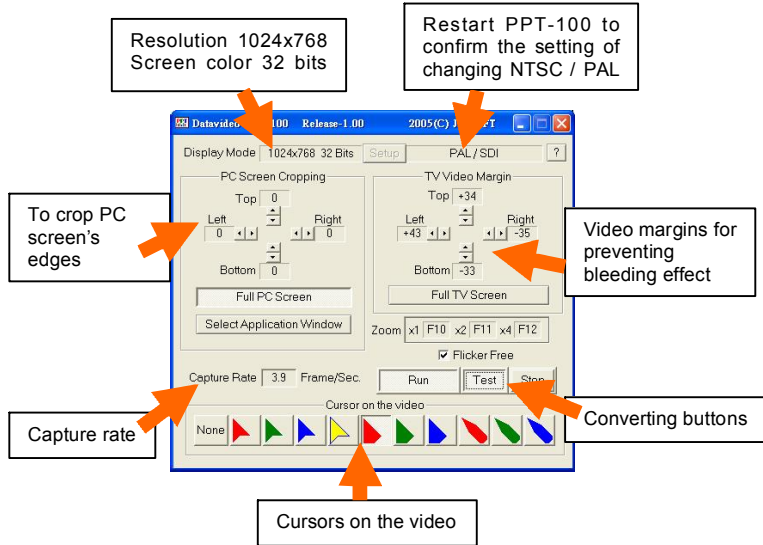 Resolution 1024x768
Screen color 32 bits
Restart PPT-100 to
confirm the setting of
changing NTSC / PAL
Datavideo 100 Release-1.00 2005(C)
Display Mode 1024x768 32 Bits Setup PAL/SDI ?
PC Screen Cropping
Top 0
Left Right
0 0
Bottom 0
Full PC Screen
Select Application Window
TV Video Margin
Top +34
Left Right
+43 -35
Bottom -33
Full TV Screen
Zoom x1 F10 x2 F11 x4 F12
Flicker Free
Capture Rate 3.9 Frame/Sec.
Run Test Stop
Cursor on the video
None
To crop PC
screen's
edges
Video margins for
preventing
bleeding effect
Capture rate
Converting buttons
Cursors on the video